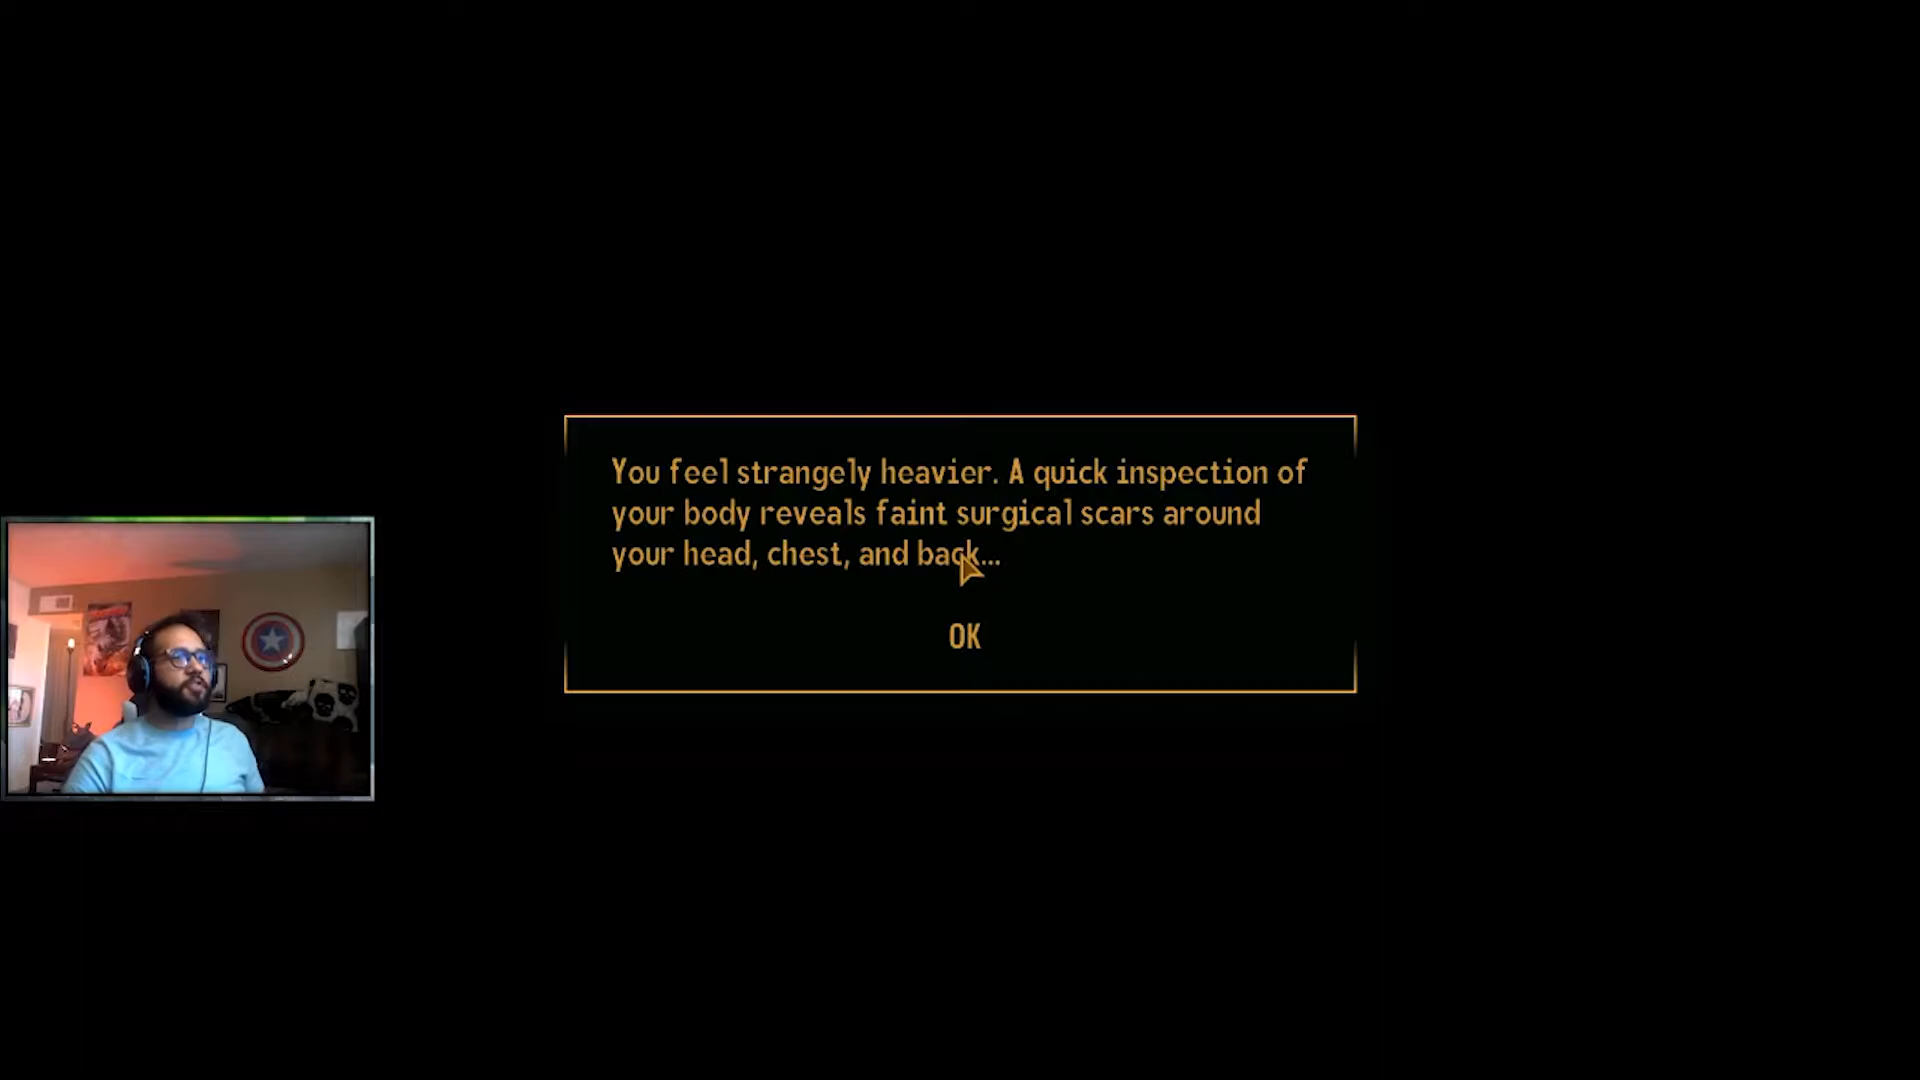 You feel strangely heavier. A quick inspection of
your body reveals faint surgical scars around
your head, chest, and back...
OK